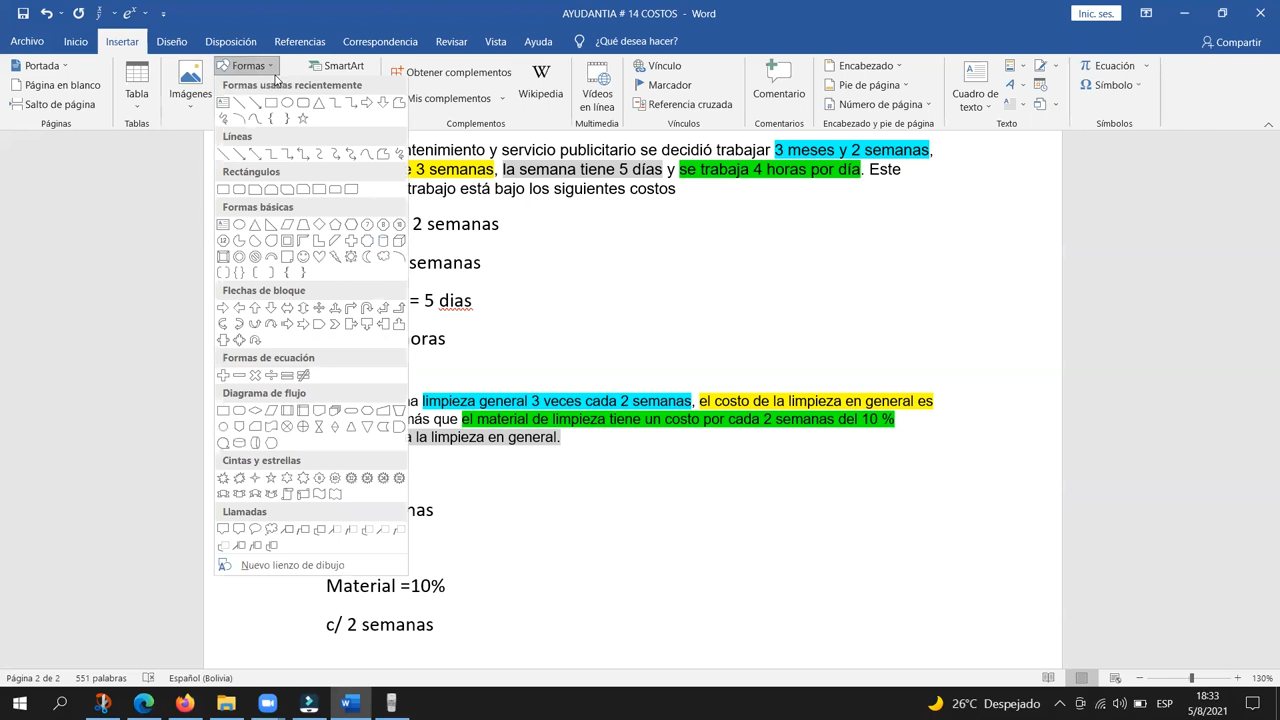 AYUDANTIA # 14 COSTOS - Word
Inic. ses.
Archivo Inicio Insertar Diseño Disposición Referencias Correspondencia Revisar Vista Ayuda ¿Qué desea hacer? Compartir
Portada
Página en blanco
Salto de página
Páginas
Tabla
Tablas
Imágenes
Formas
SmartArt
Obtener complementos
Mis complementos
Complementos
Wikipedia
Vídeos
en línea
Multimedia
Vínculo
Marcador
Referencia cruzada
Vínculos
Comentario
Comentarios
Encabezado
Pie de página
Número de página
Encabezado y pie de página
Cuadro de
texto
Texto
Ecuación
Símbolo
Símbolos
Formas usadas recientemente
Líneas
Rectángulos
Formas básicas
Flechas de bloque
Formas de ecuación
Diagrama de flujo
Cintas y estrellas
Llamadas
Nuevo lienzo de dibujo
ntenimiento y servicio publicitario se decidió trabajar 3 meses y 2 semanas,
e 3 semanas, la semana tiene 5 días y se trabaja 4 horas por día. Este
trabajo está bajo los siguientes costos
2 semanas
semanas
= 5 dias
oras
na limpieza general 3 veces cada 2 semanas, el costo de la limpieza en general es
más que el material de limpieza tiene un costo por cada 2 semanas del 10 %
a la limpieza en general.
nas
Material =10%
c/ 2 semanas
Página 2 de 2 551 palabras Español (Bolivia) 130%
26°C Despejado ESP 18:33
5/8/2021